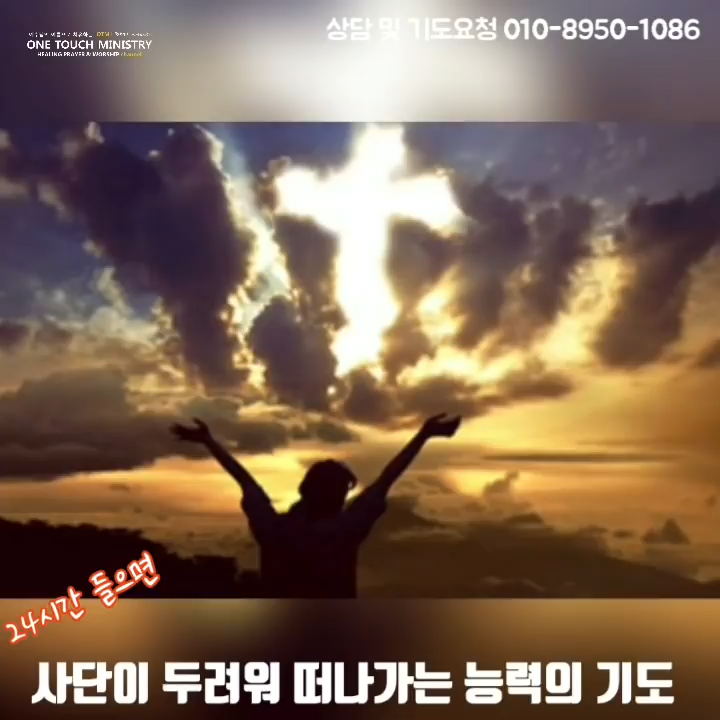 상담 및 기도요청 010-8950-1086
ONE TOUCH MINISTRY
HEALING PRAYER & WORSHIP channel
24시간 들으면
사단이 두려워 떠나가는 능력의 기도